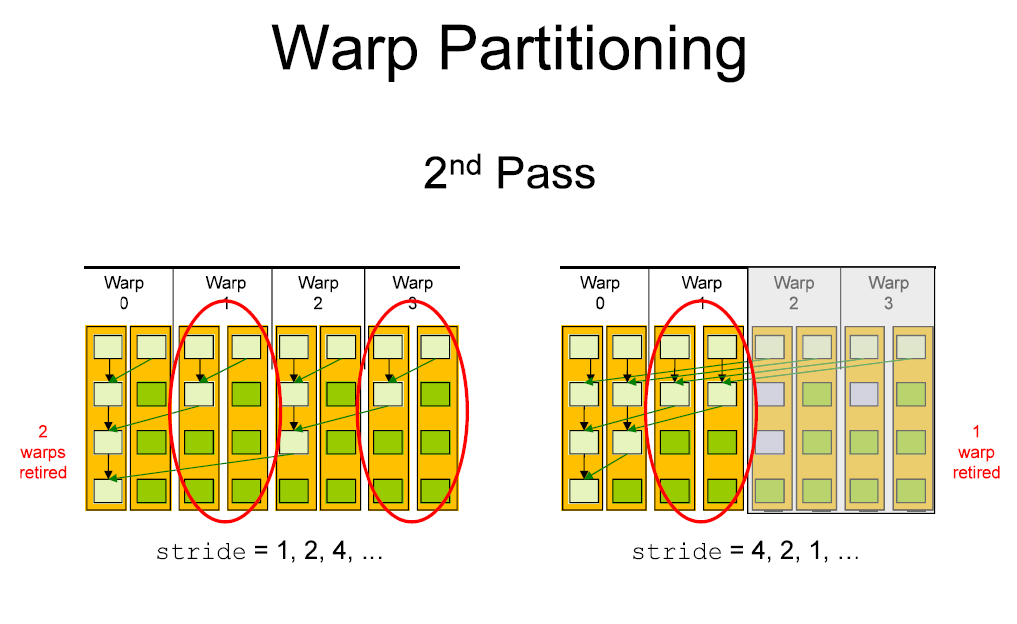 Warp Partitioning
2nd Pass
Warp Warp Warp Warp
0 1 2 3
Warp Warp Warp Warp
0 1 2 3
2
warps
retired
1
warp
retired
stride = 1, 2, 4, …
stride = 4, 2, 1, …